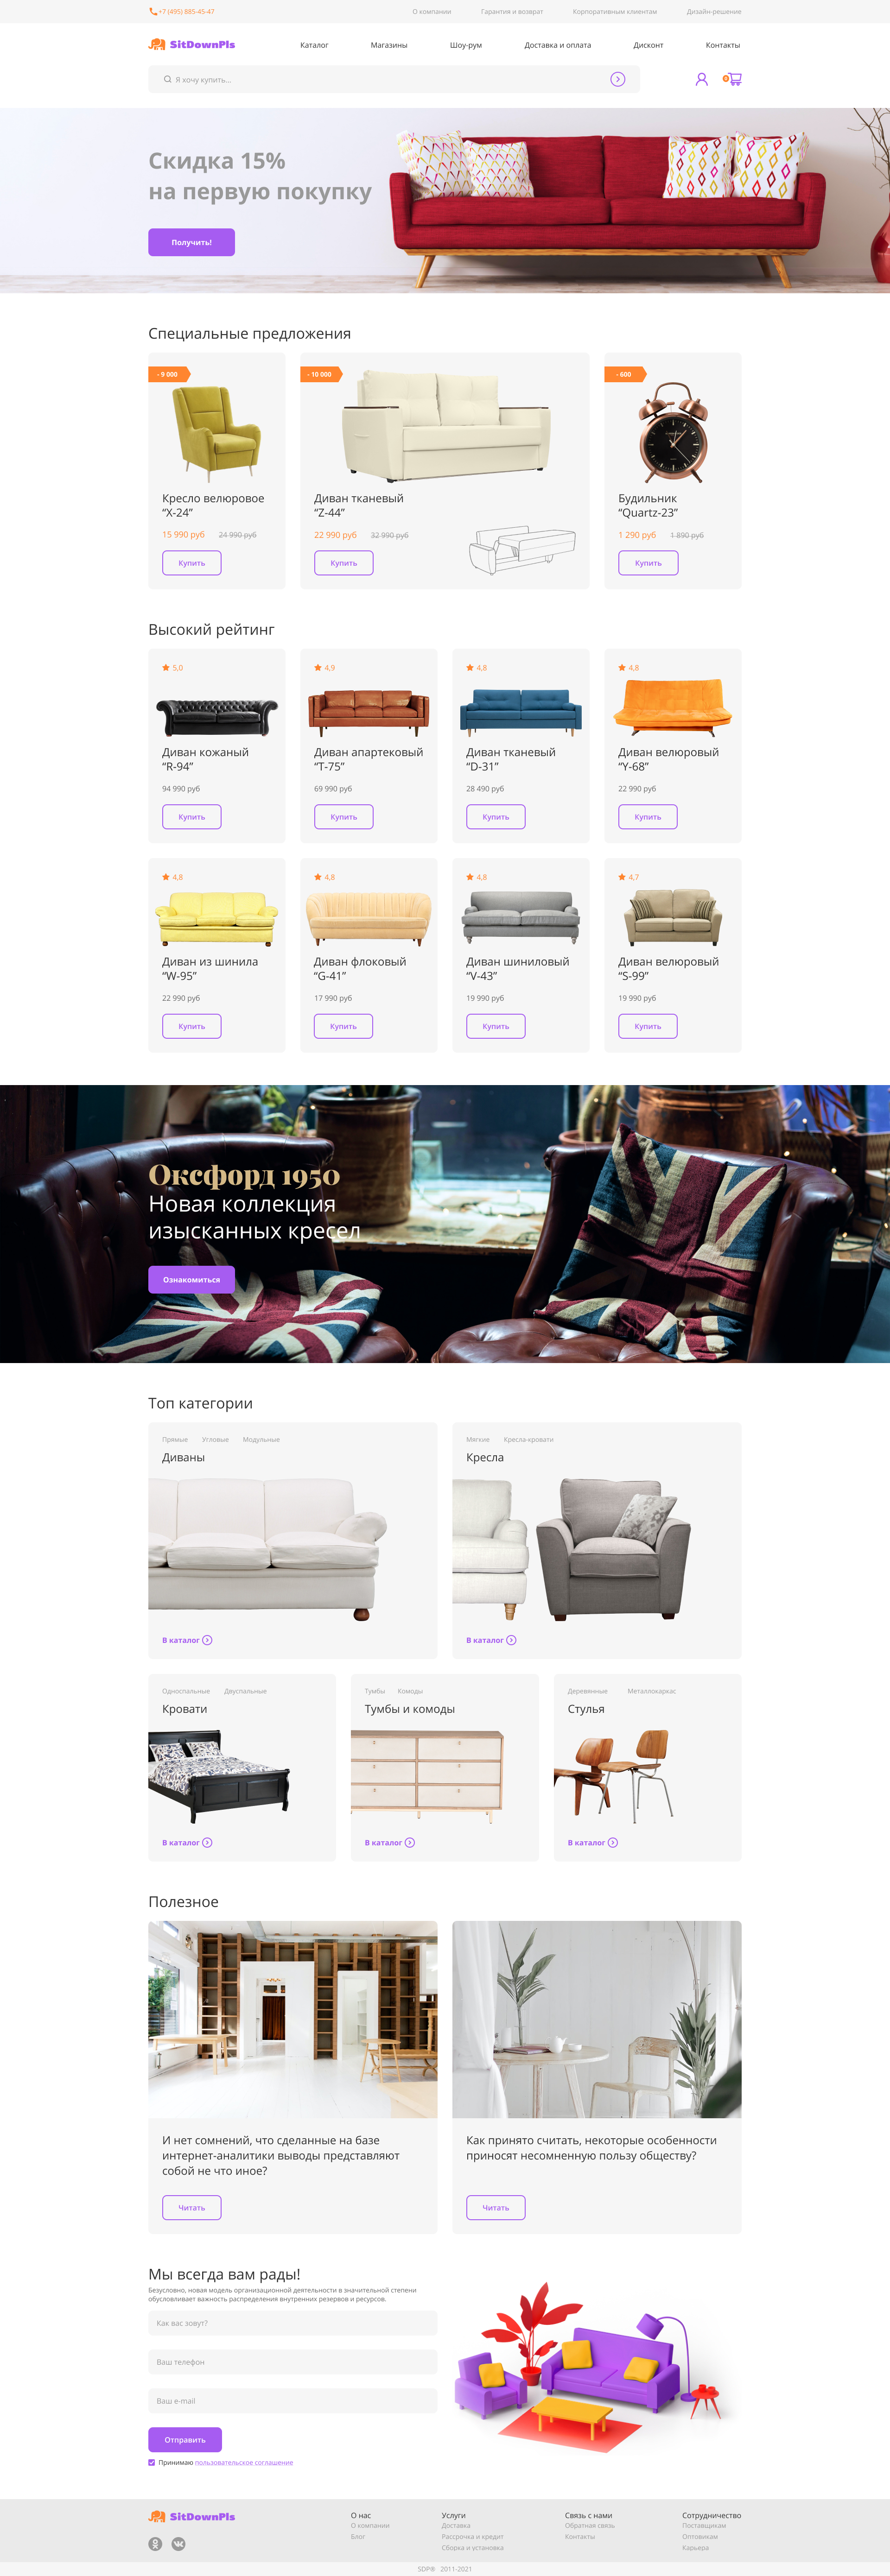 +7 (495) 885-45-47
О компании
Гарантия и возврат
Корпоративным клиентам
Дизайн-решение
SitDownPls
Каталог
Магазины
Шоу-рум
Доставка и оплата
Дисконт
Контакты
Я хочу купить...
0
Скидка 15%
на первую покупку
Получить!
Специальные предложения
- 9 000
Кресло велюровое
“X-24”
15 990 руб
24 990 руб
Купить
- 10 000
Диван тканевый
“Z-44”
22 990 руб
32 990 руб
Купить
- 600
Будильник
“Quartz-23”
1 290 руб
1 890 руб
Купить
Высокий рейтинг
5,0
Диван кожаный
“R-94”
94 990 руб
Купить
4,9
Диван апартековый
“T-75”
69 990 руб
Купить
4,8
Диван тканевый
“D-31”
28 490 руб
Купить
4,8
Диван велюровый
“Y-68”
22 990 руб
Купить
4,8
Диван из шинила
“W-95”
22 990 руб
Купить
4,8
Диван флоковый
“G-41”
17 990 руб
Купить
4,8
Диван шиниловый
“V-43”
19 990 руб
Купить
4,7
Диван велюровый
“S-99”
19 990 руб
Купить
Оксфорд 1950
Новая коллекция
изысканных кресел
Ознакомиться
Топ категории
Прямые
Угловые
Модульные
Диваны
В каталог
Мягкие
Кресла-кровати
Кресла
В каталог
Односпальные
Двуспальные
Кровати
В каталог
Тумбы
Комоды
Тумбы и комоды
В каталог
Деревянные
Металлокаркас
Стулья
В каталог
Полезное
И нет сомнений, что сделанные на базе
интернет-аналитики выводы представляют
собой не что иное?
Читать
Как принято считать, некоторые особенности
приносят несомненную пользу обществу?
Читать
Мы всегда вам рады!
Безусловно, новая модель организационной деятельности в значительной степени
обусловливает важность распределения внутренних резервов и ресурсов.
Как вас зовут?
Ваш телефон
Ваш e-mail
Отправить
Принимаю пользовательское соглашение
SitDownPls
О нас
О компании
Блог
Услуги
Доставка
Рассрочка и кредит
Сборка и установка
Связь с нами
Обратная связь
Контакты
Сотрудничество
Поставщикам
Оптовикам
Карьера
SDP® 2011-2021